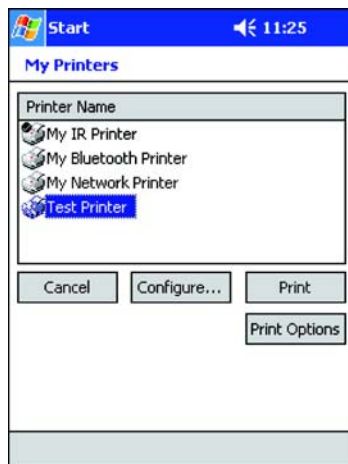 Start 11:25
My Printers
Printer Name
My IR Printer
My Bluetooth Printer
My Network Printer
Test Printer
Cancel Configure... Print
Print Options